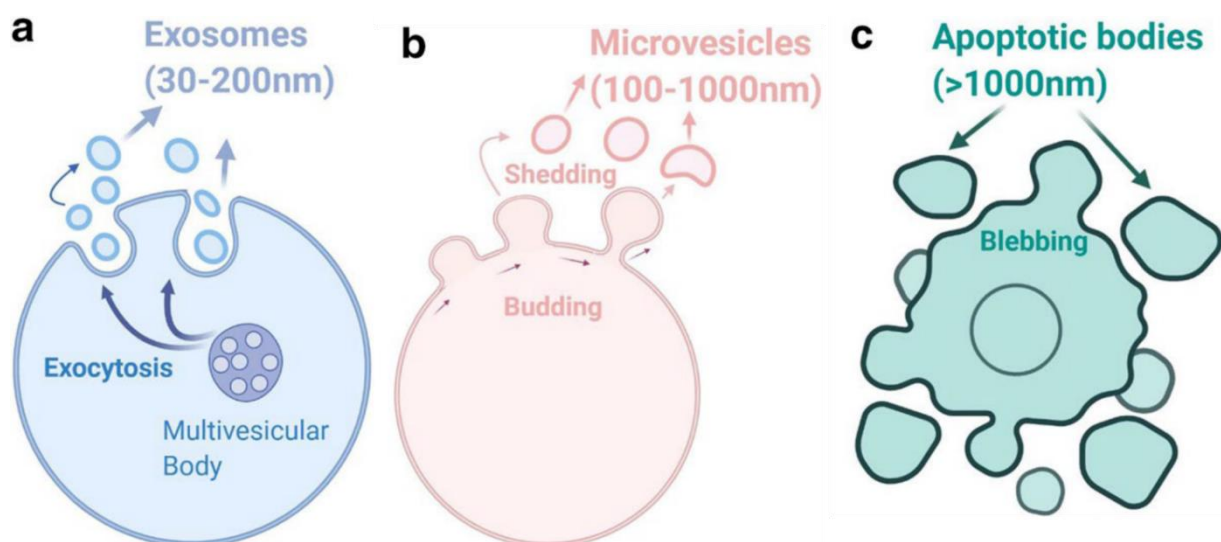 a
Exosomes
(30-200nm)
Exocytosis
Multivesicular
Body
b
Microvesicles
(100-1000nm)
Shedding
Budding
c
Apoptotic bodies
(>1000nm)
Blebbing